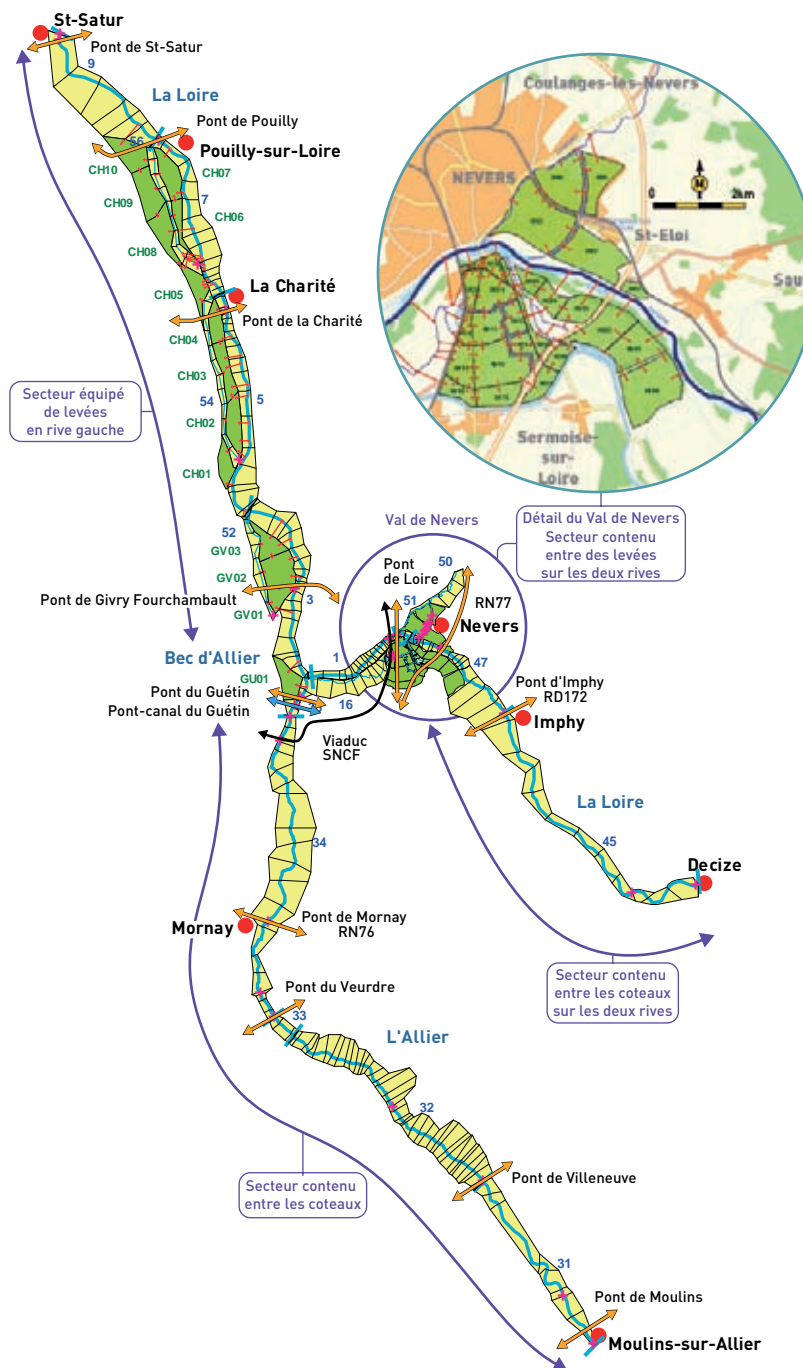 St-Satur
Pont de St-Satur
9
La Loire
Pont de Pouilly
56
Pouilly-sur-Loire
CH10
CH07
CH09
7
CH06
CH08
La Charité
CH05
Pont de la Charité
CH04
CH03
54
5
CH02
CH01
Secteur équipé
de levées
en rive gauche
52
GV03
GV02
Pont de Givry Fourchambault
3
GV01
Bec d'Allier
GU01
Pont du Guétin
Pont-canal du Guétin
1
16
Viaduc
SNCF
Coulanges-les-Nevers
NEVERS
N
0
2km
St-Eloi
Sou
Sermoise-
sur-
Loire
Détail du Val de Nevers
Secteur contenu
entre des levées
sur les deux rives
Val de Nevers
Pont
de Loire
50
51
RN77
Nevers
47
Pont d'Imphy
RD172
Imphy
La Loire
45
Decize
Secteur contenu
entre les coteaux
sur les deux rives
34
Mornay
Pont de Mornay
RN76
Pont du Veurdre
33
L'Allier
32
Secteur contenu
entre les coteaux
Pont de Villeneuve
31
Pont de Moulins
Moulins-sur-Allier